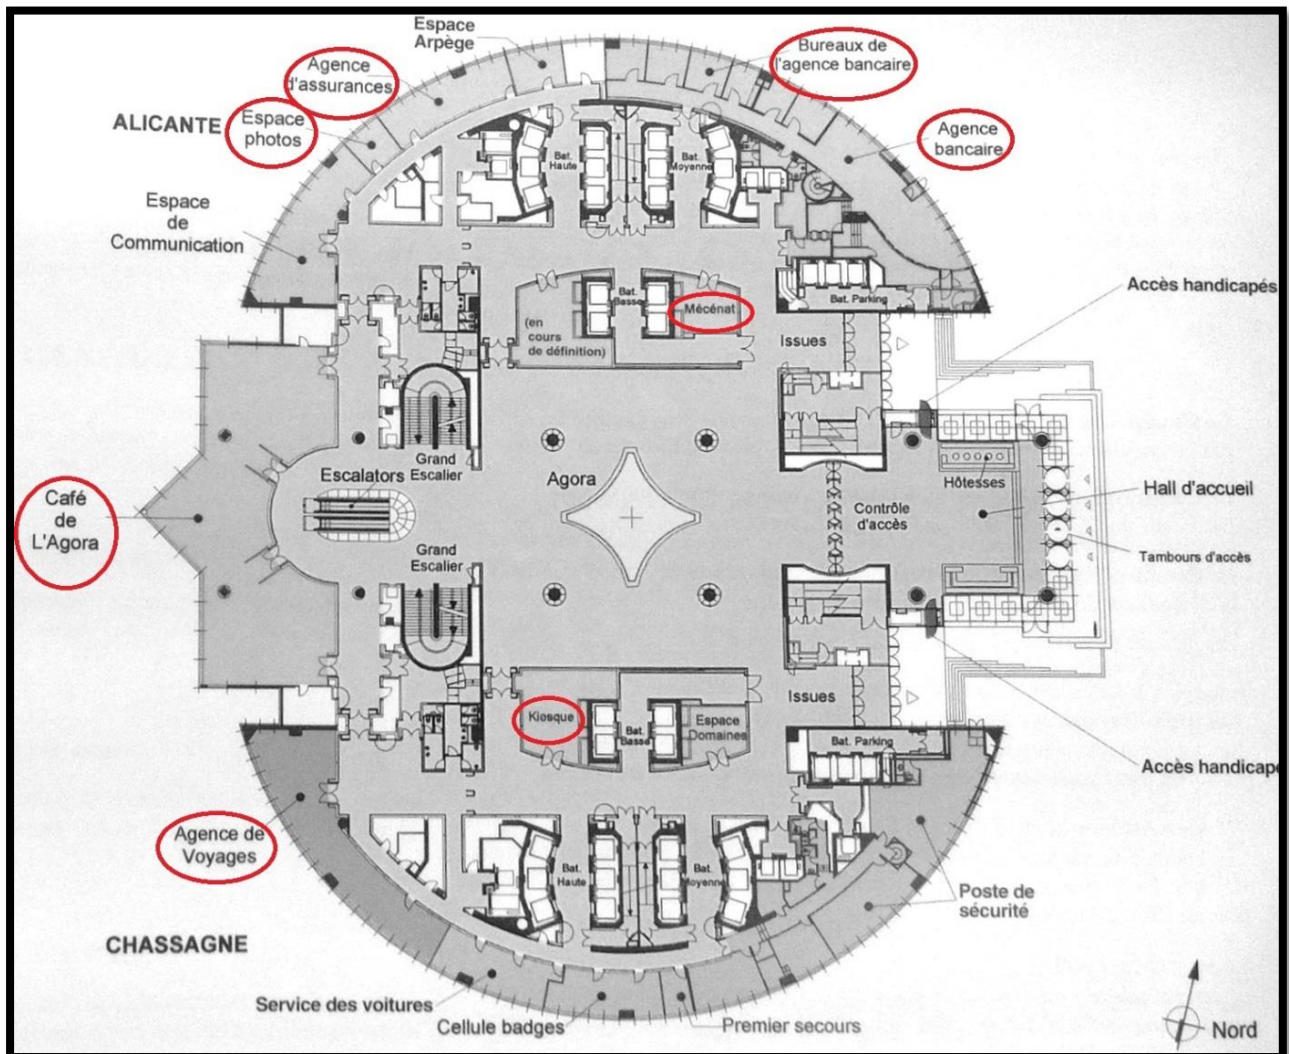 Espace
Arpège
Bureaux de
l'agence bancaire
Agence
d'assurances
ALICANTE
Espace
photos
Agence
bancaire
Bat.
Haute
Bat.
Moyenne
Espace
de
Communication
Accès handicapés
Bat.
Basse
Mécénat
Bat. Parking
(en
cours
de définition)
Issues
Grand
Escalier
Escalators
Agora
Hôtesses
Hall d'accueil
Café
de
L'Agora
Contrôle
d'accès
Tambours d'accès
Grand
Escalier
Issues
Kiosque
Bat.
Basse
Espace
Domaines
Bat. Parking
Accès handicapé
Agence de
Voyages
Bat.
Haute
Bat.
Moyenne
Poste de
sécurité
CHASSAGNE
Service des voitures
Cellule badges
Premier secours
Nord